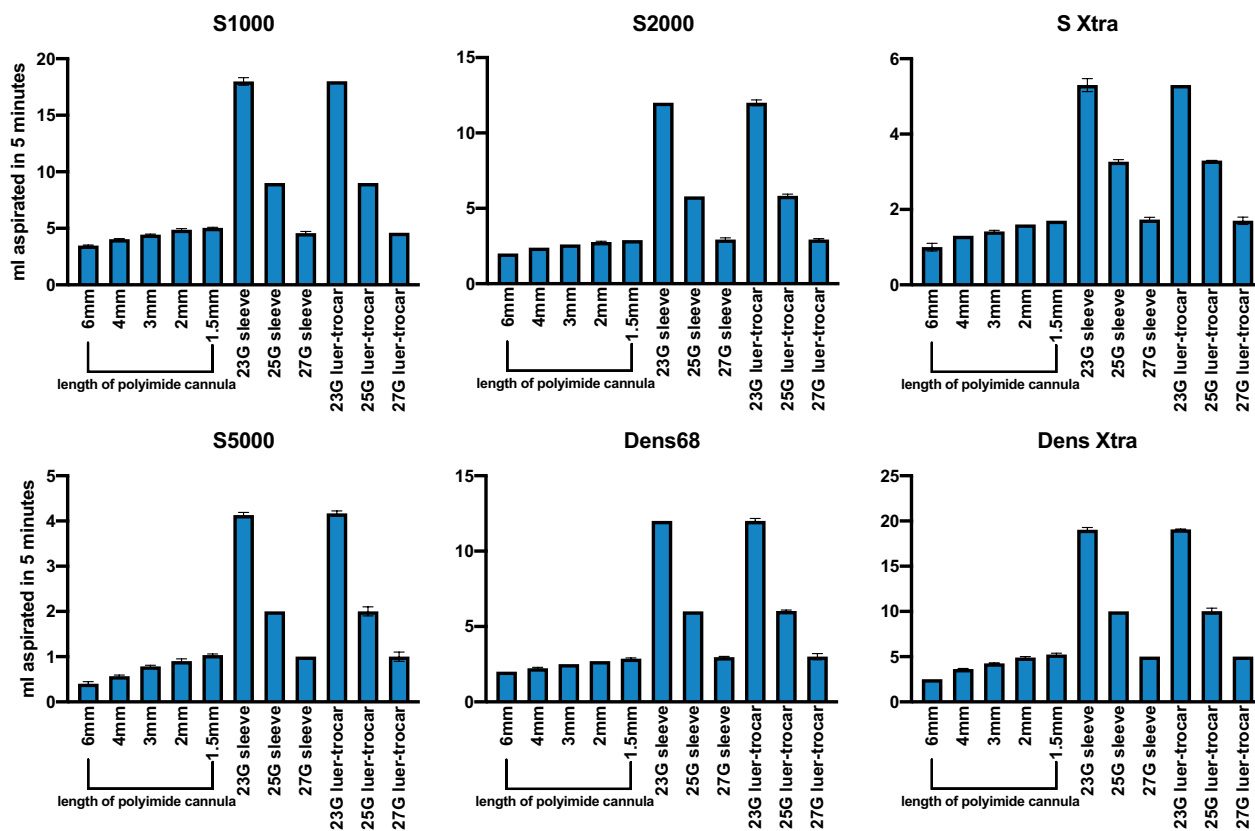 S1000
ml aspirated in 5 minutes
20
15
10
5
0
6mm
4mm
3mm
2mm
1.5mm
23G sleeve
25G sleeve
27G sleeve
23G luer-trocar
25G luer-trocar
27G luer-trocar
length of polyimide cannula
S2000
15
10
5
0
6mm
4mm
3mm
2mm
1.5mm
23G sleeve
25G sleeve
27G sleeve
23G luer-trocar
25G luer-trocar
27G luer-trocar
length of polyimide cannula
S Xtra
6
4
2
0
6mm
4mm
3mm
2mm
1.5mm
23G sleeve
25G sleeve
27G sleeve
23G luer-trocar
25G luer-trocar
27G luer-trocar
length of polyimide cannula
S5000
ml aspirated in 5 minutes
5
4
3
2
1
0
6mm
4mm
3mm
2mm
1.5mm
23G sleeve
25G sleeve
27G sleeve
23G luer-trocar
25G luer-trocar
27G luer-trocar
length of polyimide cannula
Dens68
15
10
5
0
6mm
4mm
3mm
2mm
1.5mm
23G sleeve
25G sleeve
27G sleeve
23G luer-trocar
25G luer-trocar
27G luer-trocar
length of polyimide cannula
Dens Xtra
25
20
15
10
5
0
6mm
4mm
3mm
2mm
1.5mm
23G sleeve
25G sleeve
27G sleeve
23G luer-trocar
25G luer-trocar
27G luer-trocar
length of polyimide cannula